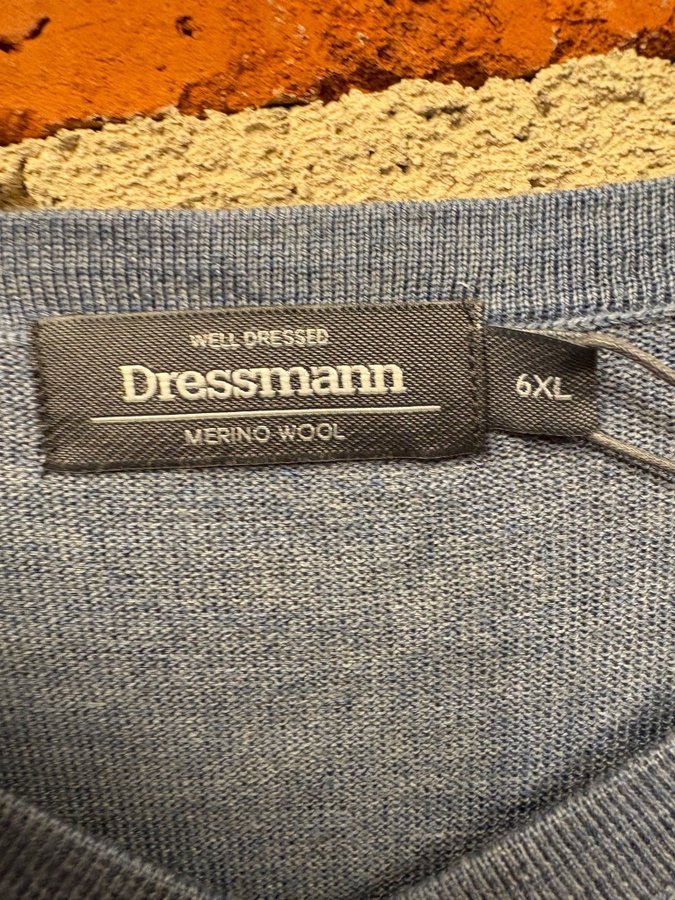 WELL DRESSED
Dressmann
MERINO WOOL
6XL